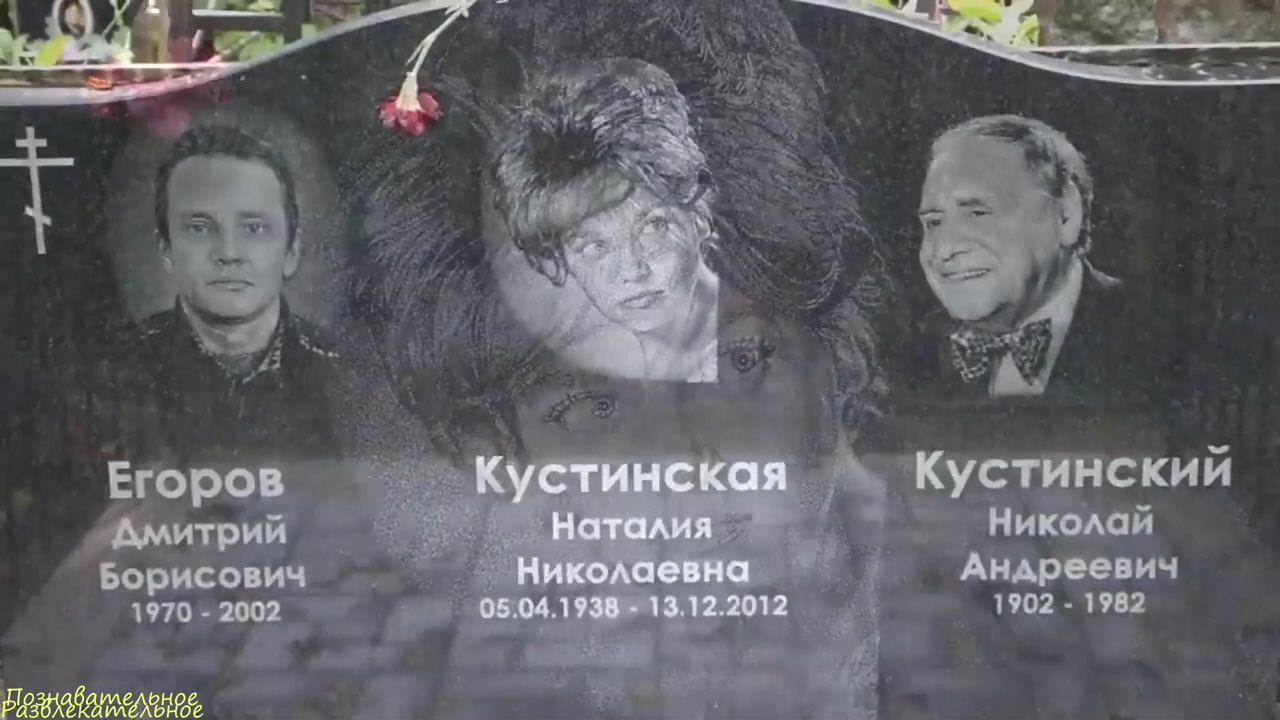 Егоров
Дмитрий
Борисович
1970 - 2002
Кустинская
Наталия
Николаевна
05.04.1938 - 13.12.2012
Кустинский
Николай
Андреевич
1902 - 1982
Познавательное
Развлекательное